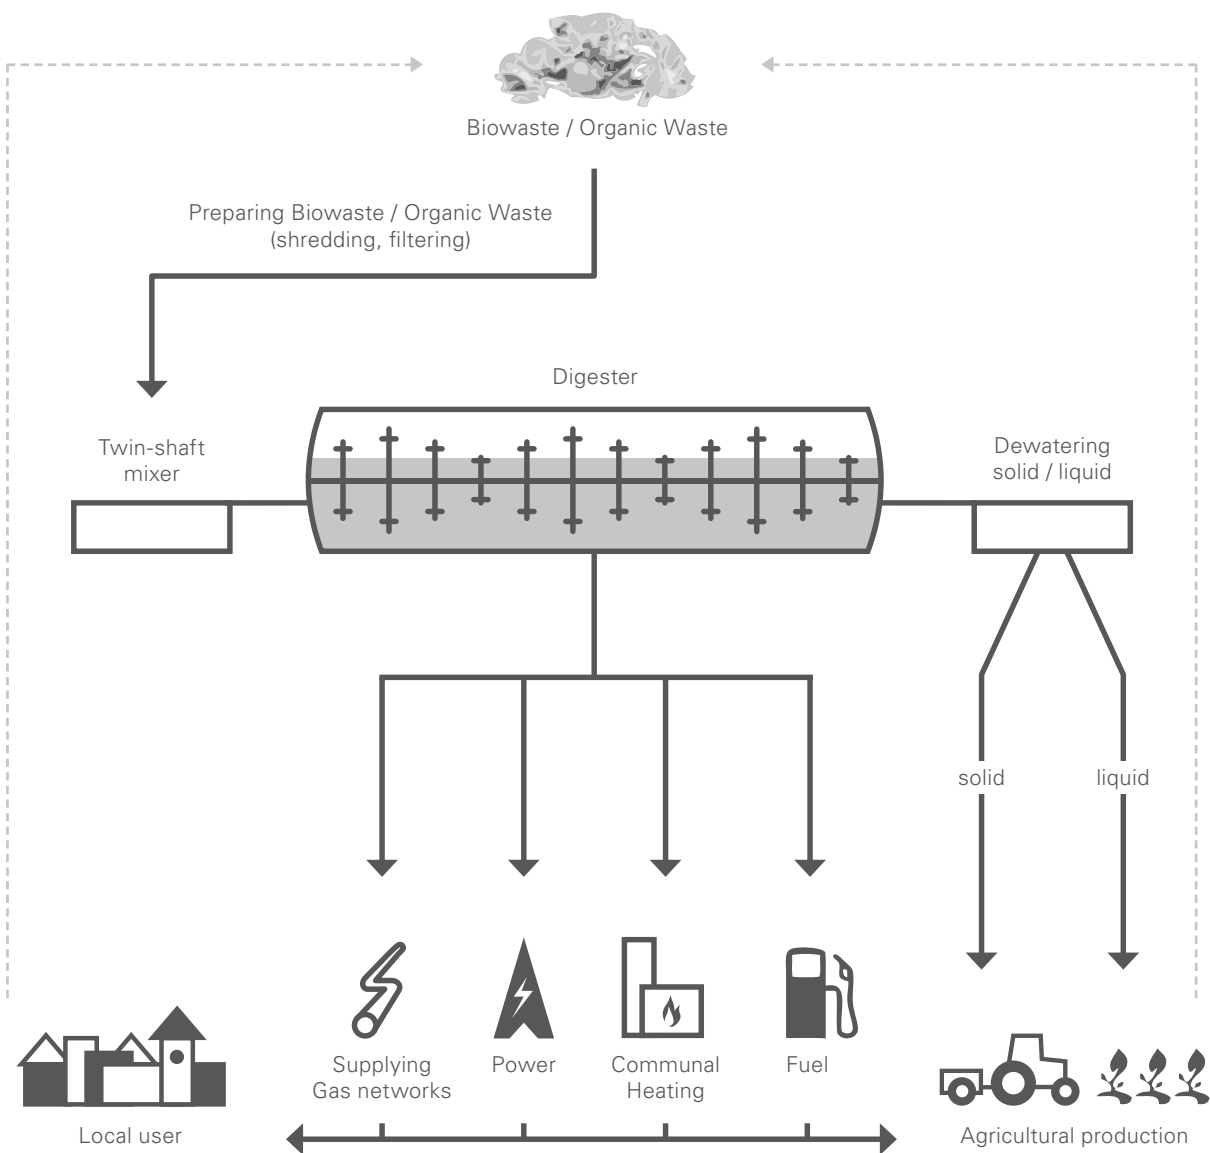 Biowaste / Organic Waste
Preparing Biowaste / Organic Waste
(shredding, filtering)
Digester
Twin-shaft
mixer
Dewatering
solid / liquid
solid
liquid
Supplying
Gas networks
Power
Communal
Heating
Fuel
Local user
Agricultural production